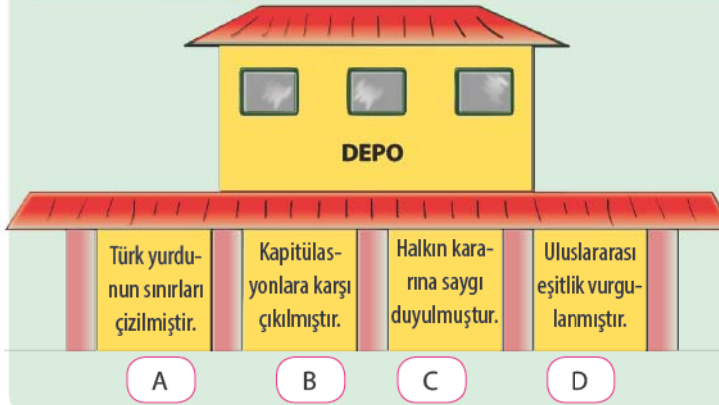 DEPO
Türk yurdu-
nun sınırları
çizilmiştir.
Kapitülas-
yonlara karşı
çıkılmıştır.
Halkın kara-
rına saygı
duyulmuştur.
Uluslararası
eşitlik vurgu-
lanmıştır.
A
B
C
D